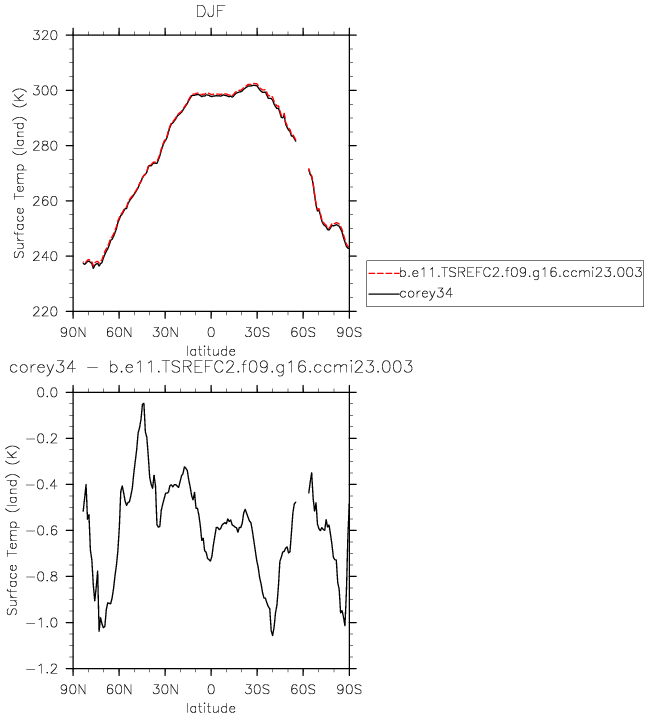 DJF
320
300
280
260
240
220
Surface Temp (land) (K)
90N 60N 30N 0 30S 60S 90S
latitude
b.e11.TSREFC2.f09.g16.ccmi23.003
corey34
corey34 − b.e11.TSREFC2.f09.g16.ccmi23.003
0.0
−0.2
−0.4
−0.6
−0.8
−1.0
−1.2
Surface Temp (land) (K)
90N 60N 30N 0 30S 60S 90S
latitude